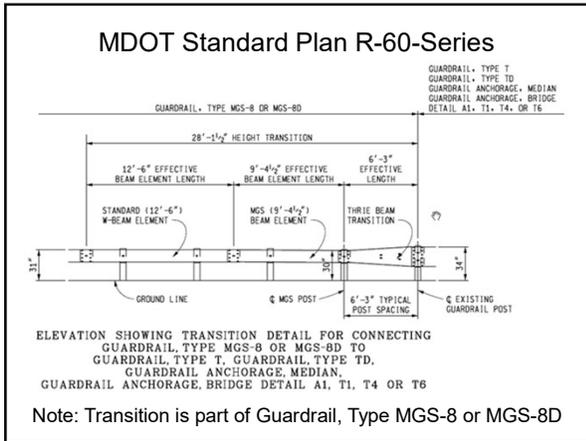 MDOT Standard Plan R-60-Series
GUARDRAIL, TYPE T
GUARDRAIL, TYPE TD
GUARDRAIL ANCHORAGE, MEDIAN
GUARDRAIL ANCHORAGE, BRIDGE
DETAIL A1, T1, T4, OR T6
GUARDRAIL, TYPE MGS-8 OR MGS-8D
28'-1½" HEIGHT TRANSITION
12'-6" EFFECTIVE
BEAM ELEMENT LENGTH
9'-4½" EFFECTIVE
BEAM ELEMENT LENGTH
6'-3"
EFFECTIVE
LENGTH
STANDARD (12'-6")
W-BEAM ELEMENT
MGS (9'-4½")
BEAM ELEMENT
THRIE BEAM
TRANSITION
31"
30"
34"
GROUND LINE
℄ MGS POST
6'-3" TYPICAL
POST SPACING
℄ EXISTING
GUARDRAIL POST
ELEVATION SHOWING TRANSITION DETAIL FOR CONNECTING
GUARDRAIL, TYPE MGS-8 OR MGS-8D TO
GUARDRAIL, TYPE T, GUARDRAIL, TYPE TD,
GUARDRAIL ANCHORAGE, MEDIAN,
GUARDRAIL ANCHORAGE, BRIDGE DETAIL A1, T1, T4 OR T6
Note: Transition is part of Guardrail, Type MGS-8 or MGS-8D